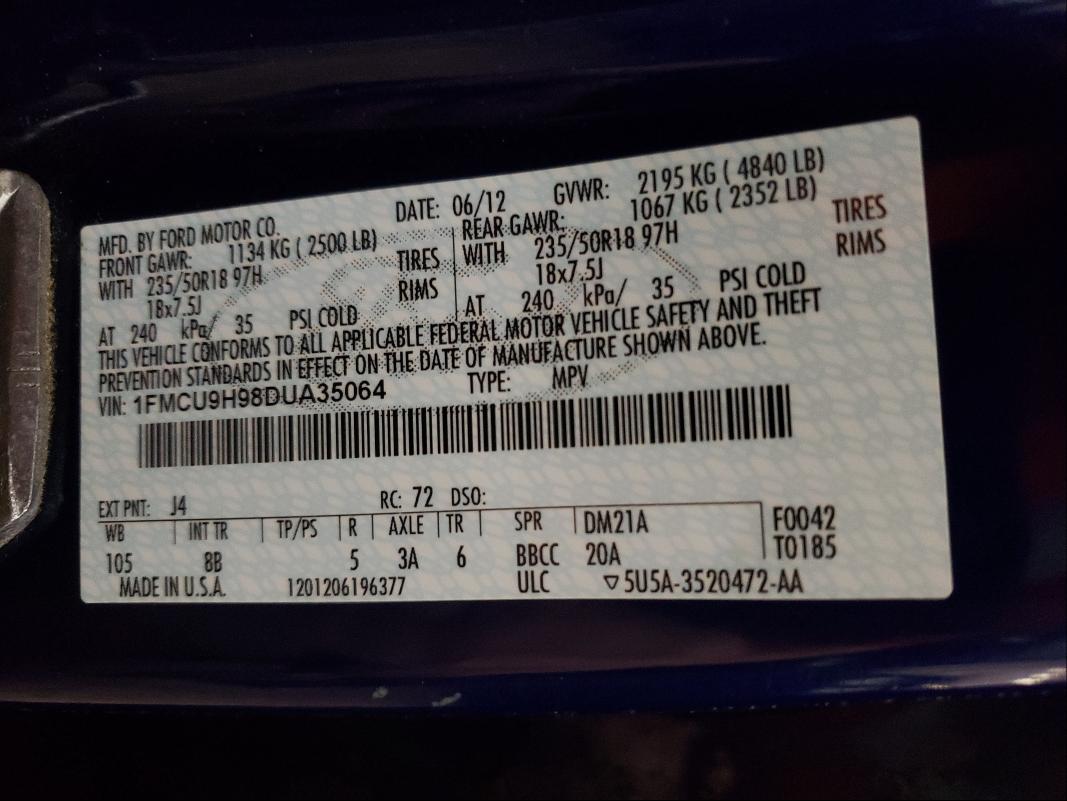 MFD. BY FORD MOTOR CO. DATE: 06/12 GVWR: 2195 KG ( 4840 LB)
FRONT GAWR: 1134 KG ( 2500 LB) REAR GAWR: 1067 KG ( 2352 LB)
WITH 235/50R18 97H TIRES WITH 235/50R18 97H TIRES
18x7.5J RIMS 18x7.5J RIMS
AT 240 kPa/ 35 PSI COLD AT 240 kPa/ 35 PSI COLD
THIS VEHICLE CONFORMS TO ALL APPLICABLE FEDERAL MOTOR VEHICLE SAFETY AND THEFT
PREVENTION STANDARDS IN EFFECT ON THE DATE OF MANUFACTURE SHOWN ABOVE.
VIN: 1FMCU9H98DUA35064 TYPE: MPV
EXT PNT: J4 RC: 72 DSO:
WB INT TR TP/PS R AXLE TR SPR DM21A F0042
105 8B 5 3A 6 BBCC 20A T0185
MADE IN U.S.A. 1201206196377 ULC ▽5U5A-3520472-AA